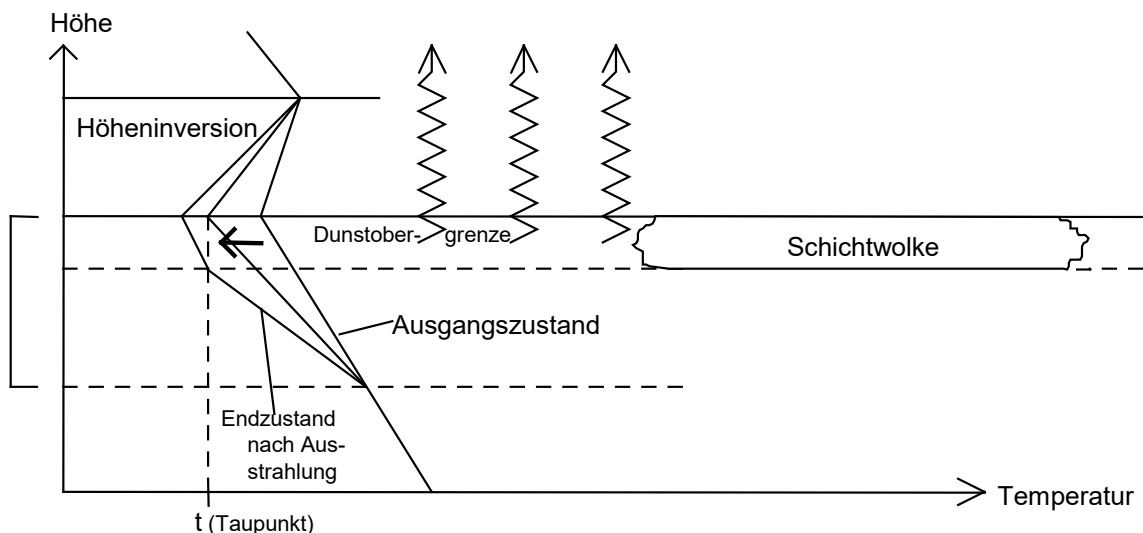 Höhe
Höheninversion
Dunstober- grenze
Schichtwolke
Ausgangszustand
Endzustand
nach Aus-
strahlung
Temperatur
t (Taupunkt)